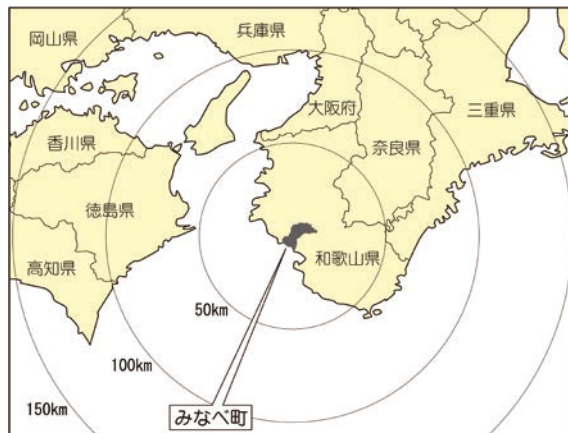 兵庫県
岡山県
大阪府
三重県
香川県
奈良県
徳島県
和歌山県
高知県
50km
100km
150km
みなべ町